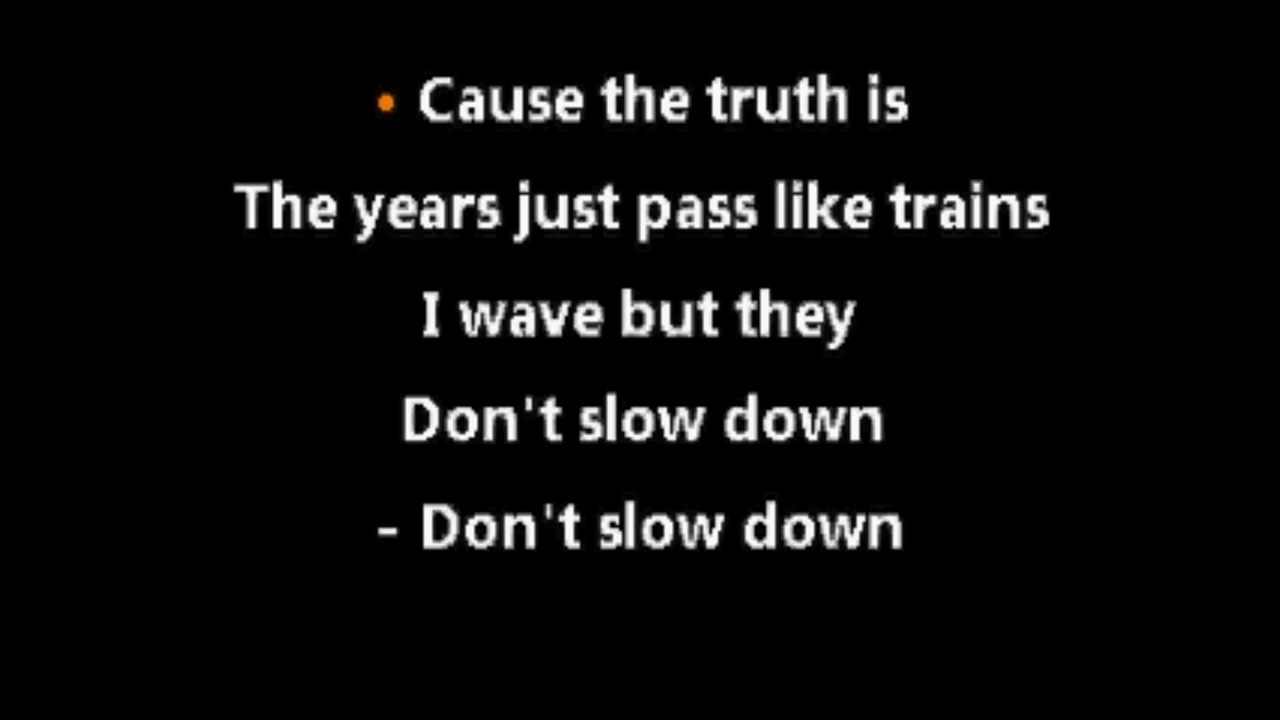 • Cause the truth is
The years just pass like trains
I wave but they
Don't slow down
- Don't slow down